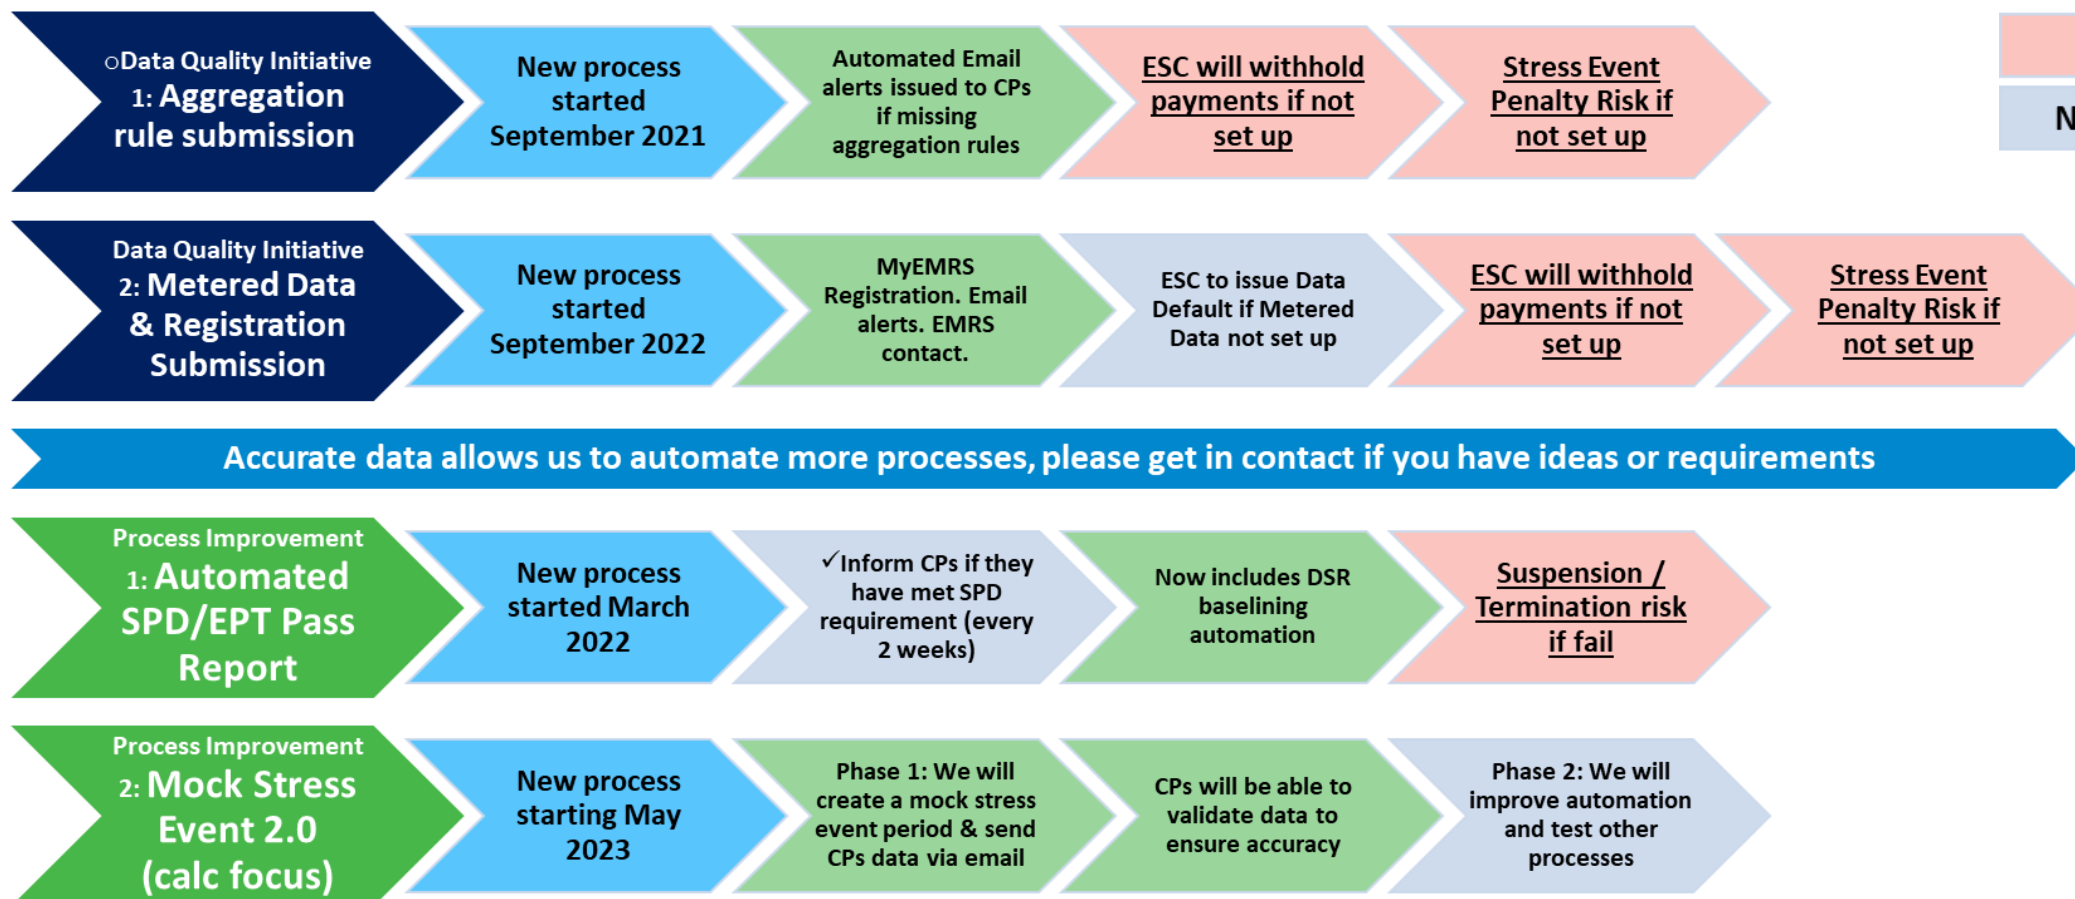 ○Data Quality Initiative
1: Aggregation
rule submission
New process
started
September 2021
Automated Email
alerts issued to CPs
if missing
aggregation rules
ESC will withhold
payments if not
set up
Stress Event
Penalty Risk if
not set up
N
Data Quality Initiative
2: Metered Data
& Registration
Submission
New process
started
September 2022
MyEMRS
Registration. Email
alerts. EMRS
contact.
ESC to issue Data
Default if Metered
Data not set up
ESC will withhold
payments if not
set up
Stress Event
Penalty Risk if
not set up
Accurate data allows us to automate more processes, please get in contact if you have ideas or requirements
Process Improvement
1: Automated
SPD/EPT Pass
Report
New process
started March
2022
✓Inform CPs if they
have met SPD
requirement (every
2 weeks)
Now includes DSR
baselining
automation
Suspension /
Termination risk
if fail
Process Improvement
2: Mock Stress
Event 2.0
(calc focus)
New process
starting May
2023
Phase 1: We will
create a mock stress
event period & send
CPs data via email
CPs will be able to
validate data to
ensure accuracy
Phase 2: We will
improve automation
and test other
processes